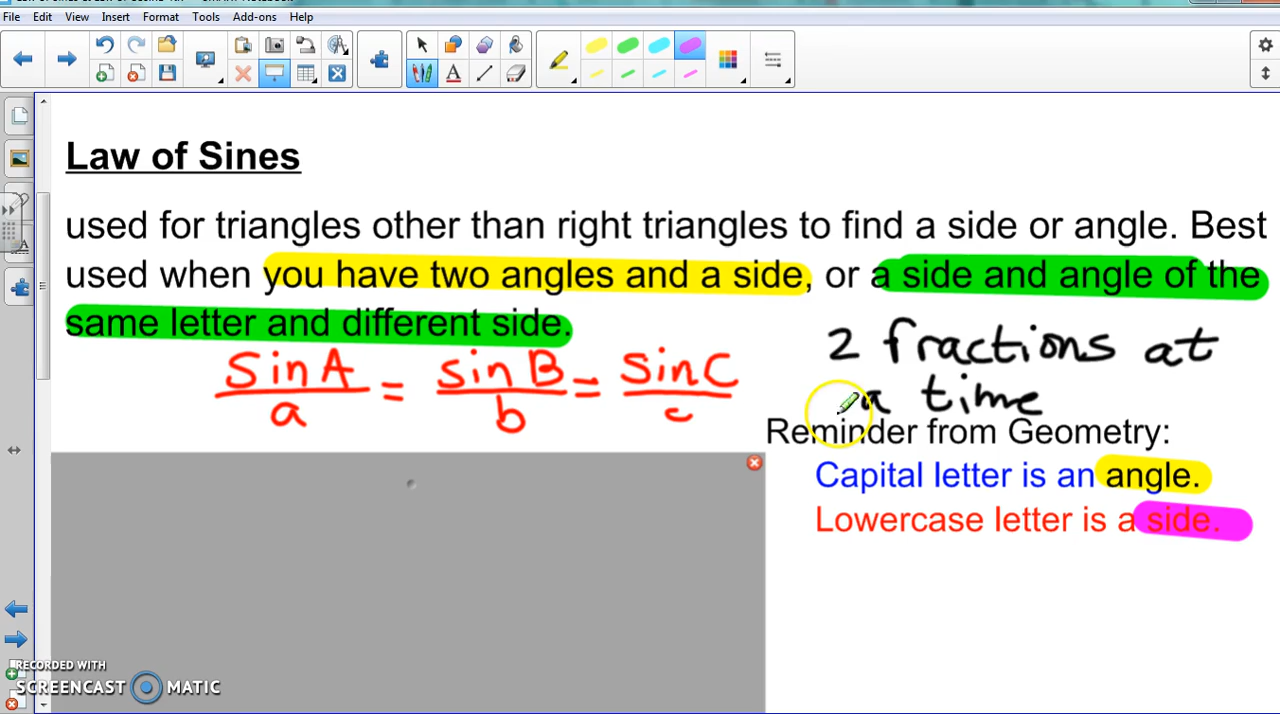 File Edit View Insert Format Tools Add-ons Help
Law of Sines
used for triangles other than right triangles to find a side or angle. Best
used when you have two angles and a side, or a side and angle of the
same letter and different side.
sin A / a = sin B / b = sin C / c
2 fractions at
a time
Reminder from Geometry:
Capital letter is an angle.
Lowercase letter is a side.
RECORDED WITH
SCREENCAST MATIC